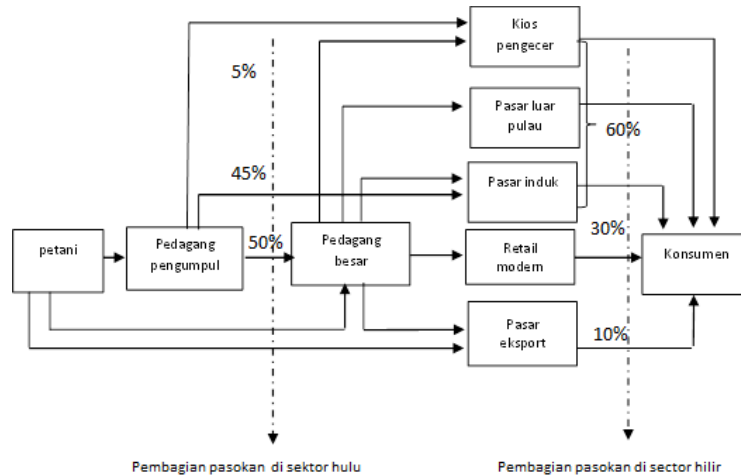 Kios
pengecer
5%
Pasar luar
pulau
60%
45%
Pasar induk
petani
Pedagang
pengumpul
50%
Pedagang
besar
Retail
modern
30%
Konsumen
Pasar
eksport
10%
Pembagian pasokan di sektor hulu
Pembagian pasokan di sector hilir